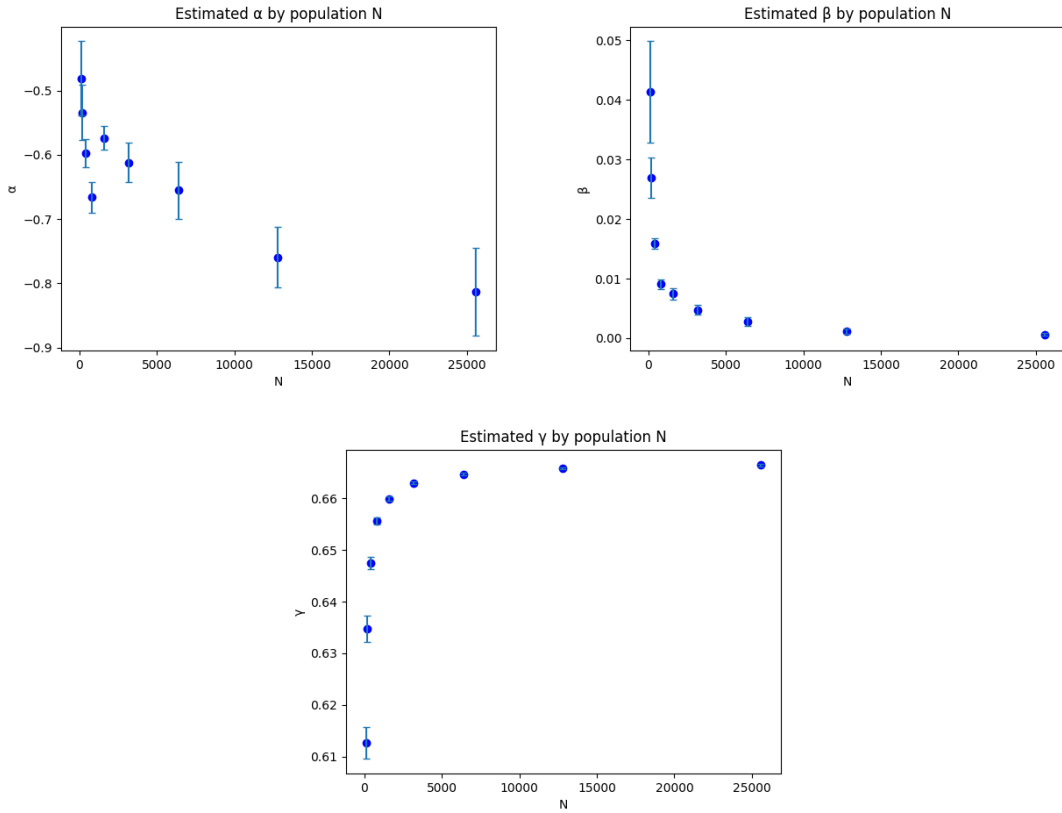 Estimated α by population N
−0.5
−0.6
−0.7
−0.8
−0.9
α
0 5000 10000 15000 20000 25000
N
Estimated β by population N
0.05
0.04
0.03
0.02
0.01
0.00
β
0 5000 10000 15000 20000 25000
N
Estimated γ by population N
0.66
0.65
0.64
0.63
0.62
0.61
γ
0 5000 10000 15000 20000 25000
N